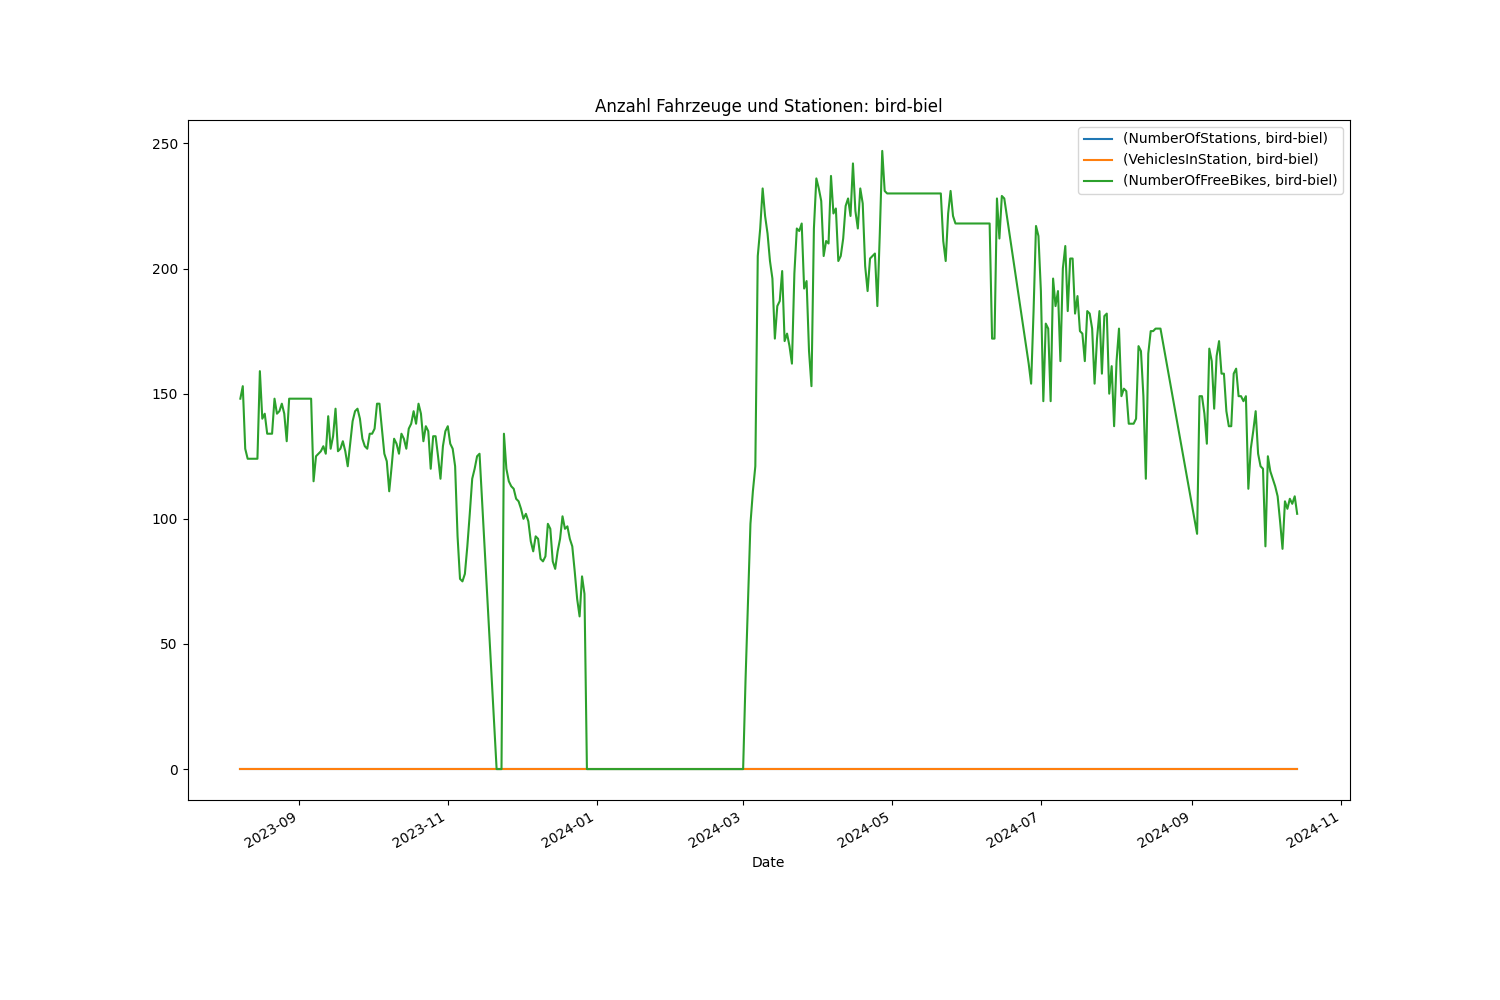 Anzahl Fahrzeuge und Stationen: bird-biel
(NumberOfStations, bird-biel)
(VehiclesInStation, bird-biel)
(NumberOfFreeBikes, bird-biel)
250
200
150
100
50
0
2023-09
2023-11
2024-01
2024-03
2024-05
2024-07
2024-09
2024-11
Date